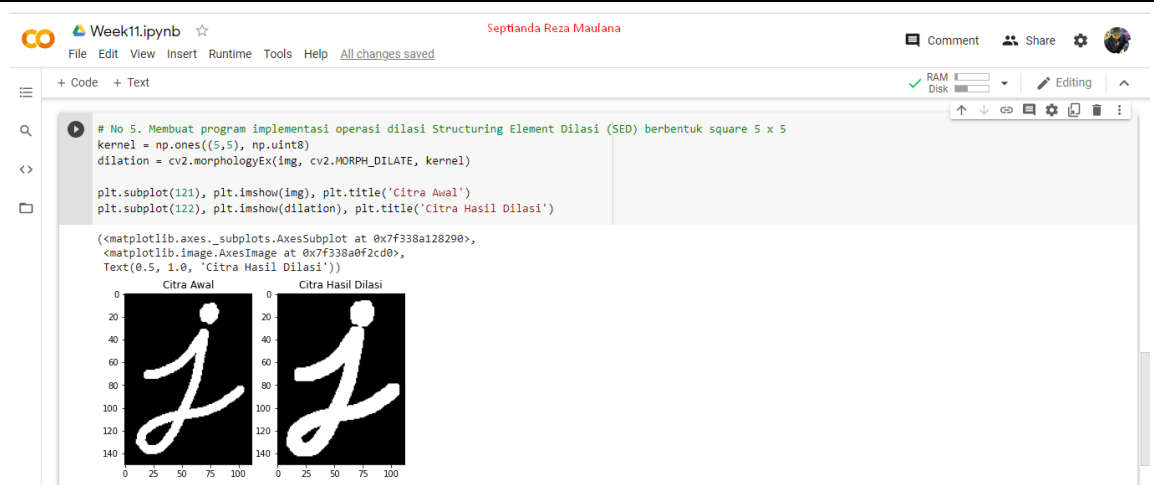 Week11.ipynb
Septianda Reza Maulana
File Edit View Insert Runtime Tools Help All changes saved
Comment Share
+ Code + Text
RAM
Disk
Editing
# No 5. Membuat program implementasi operasi dilasi Structuring Element Dilasi (SED) berbentuk square 5 x 5
kernel = np.ones((5,5), np.uint8)
dilation = cv2.morphologyEx(img, cv2.MORPH_DILATE, kernel)
plt.subplot(121), plt.imshow(img), plt.title('Citra Awal')
plt.subplot(122), plt.imshow(dilation), plt.title('Citra Hasil Dilasi')
(<matplotlib.axes._subplots.AxesSubplot at 0x7f338a128290>,
<matplotlib.image.AxesImage at 0x7f338a0f2cd0>,
Text(0.5, 1.0, 'Citra Hasil Dilasi'))
Citra Awal Citra Hasil Dilasi
0 0
20 20
40 40
60 60
80 80
100 100
120 120
140 140
0 25 50 75 100 0 25 50 75 100